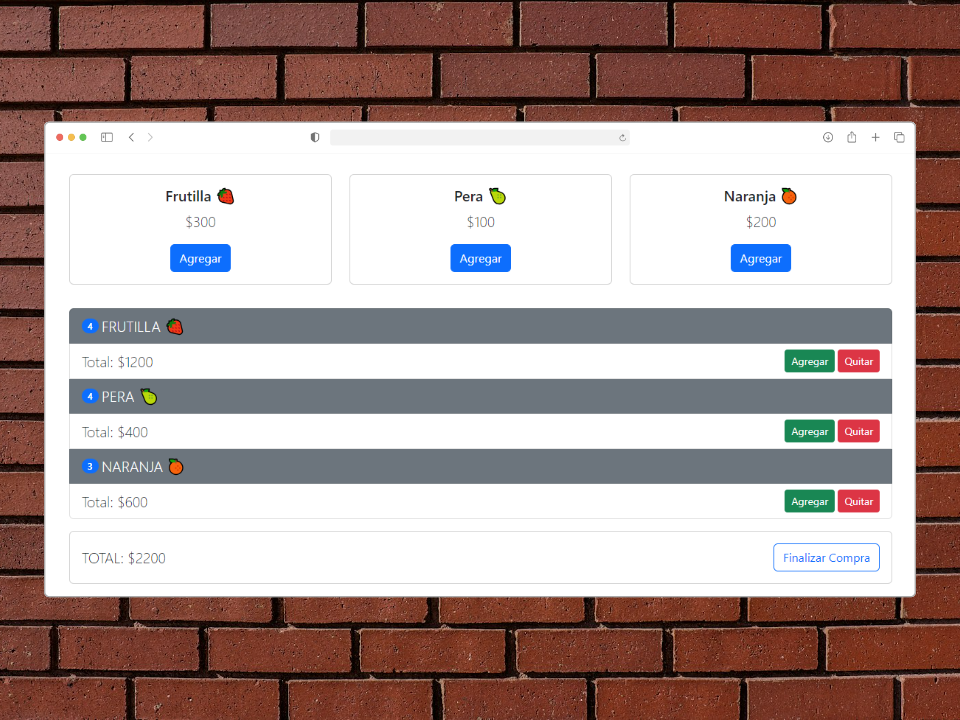 Frutilla 🍓
$300
Agregar
Pera 🍐
$100
Agregar
Naranja 🍊
$200
Agregar
4 FRUTILLA 🍓
Total: $1200 Agregar Quitar
4 PERA 🍐
Total: $400 Agregar Quitar
3 NARANJA 🍊
Total: $600 Agregar Quitar
TOTAL: $2200 Finalizar Compra